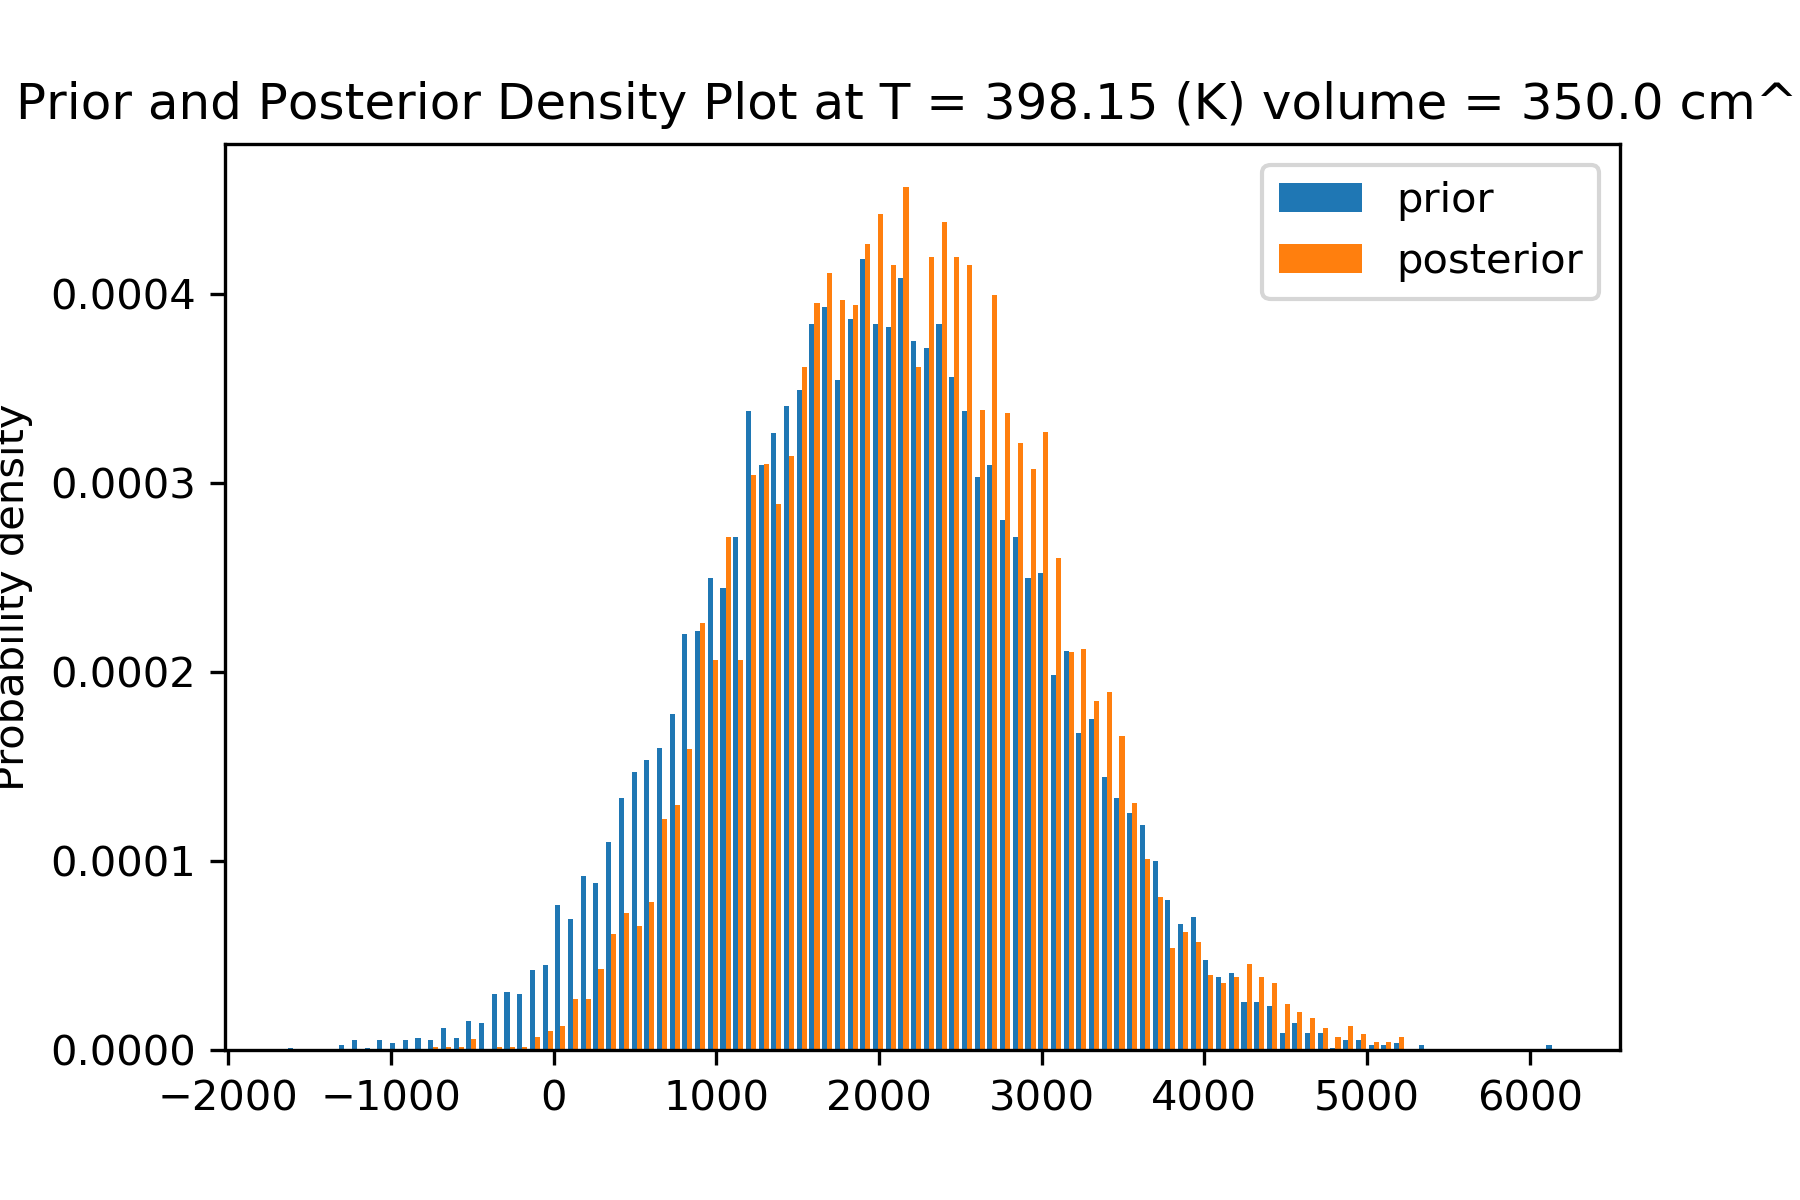 Prior and Posterior Density Plot at T = 398.15 (K) volume = 350.0 cm^
prior
posterior
Probability density
0.0004
0.0003
0.0002
0.0001
0.0000
−2000 −1000 0 1000 2000 3000 4000 5000 6000